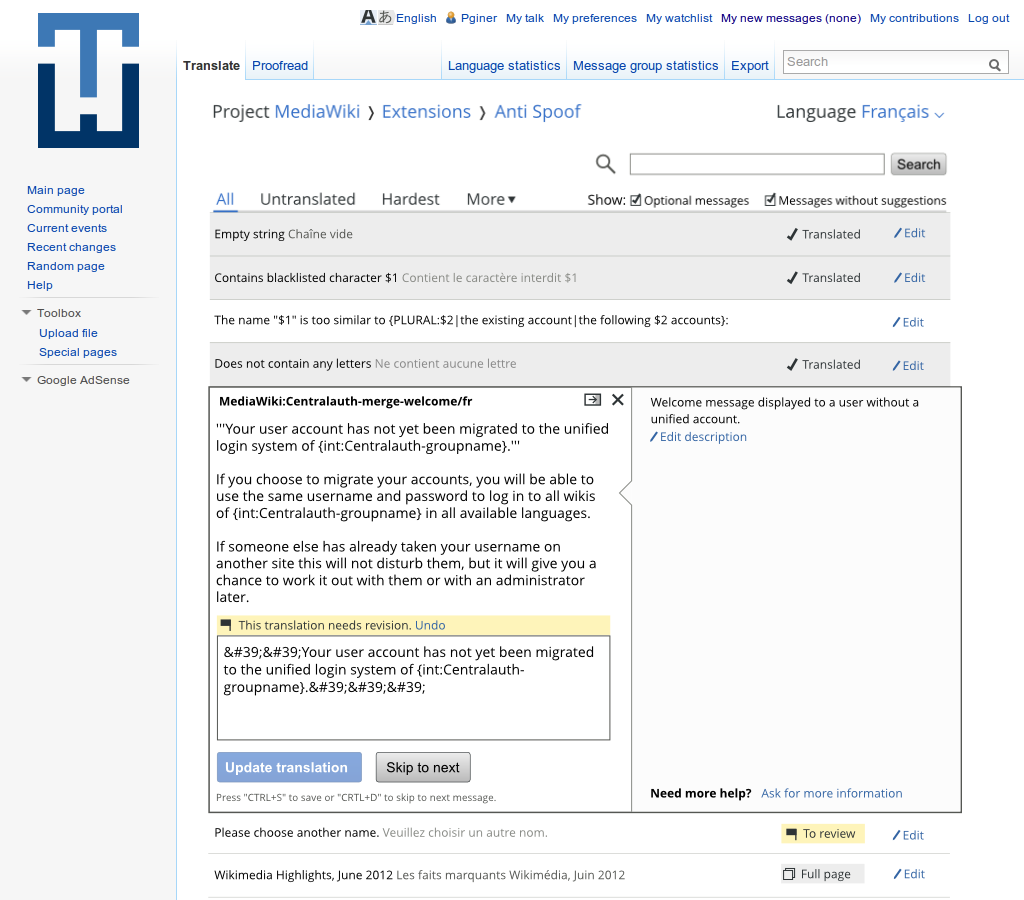 Aあ English Pginer My talk My preferences My watchlist My new messages (none) My contributions Log out
Translate Proofread Language statistics Message group statistics Export Search
Project MediaWiki ❭ Extensions ❭ Anti Spoof Language Français
Search
All Untranslated Hardest More▾ Show: Optional messages Messages without suggestions
Main page
Community portal
Current events
Recent changes
Random page
Help
Toolbox
Upload file
Special pages
Google AdSense
Empty string Chaîne vide Translated Edit
Contains blacklisted character $1 Contient le caractère interdit $1 Translated Edit
The name "$1" is too similar to {PLURAL:$2|the existing account|the following $2 accounts}: Edit
Does not contain any letters Ne contient aucune lettre Translated Edit
MediaWiki:Centralauth-merge-welcome/fr
'''Your user account has not yet been migrated to the unified
login system of {int:Centralauth-groupname}.'''
If you choose to migrate your accounts, you will be able to
use the same username and password to log in to all wikis
of {int:Centralauth-groupname} in all available languages.
If someone else has already taken your username on
another site this will not disturb them, but it will give you a
chance to work it out with them or with an administrator
later.
This translation needs revision. Undo
&#39;&#39;Your user account has not yet been migrated
to the unified login system of {int:Centralauth-
groupname}.&#39;&#39;&#39;
Update translation Skip to next
Press "CTRL+S" to save or "CRTL+D" to skip to next message.
Welcome message displayed to a user without a
unified account.
Edit description
Need more help? Ask for more information
Please choose another name. Veuillez choisir un autre nom. To review Edit
Wikimedia Highlights, June 2012 Les faits marquants Wikimédia, Juin 2012 Full page Edit